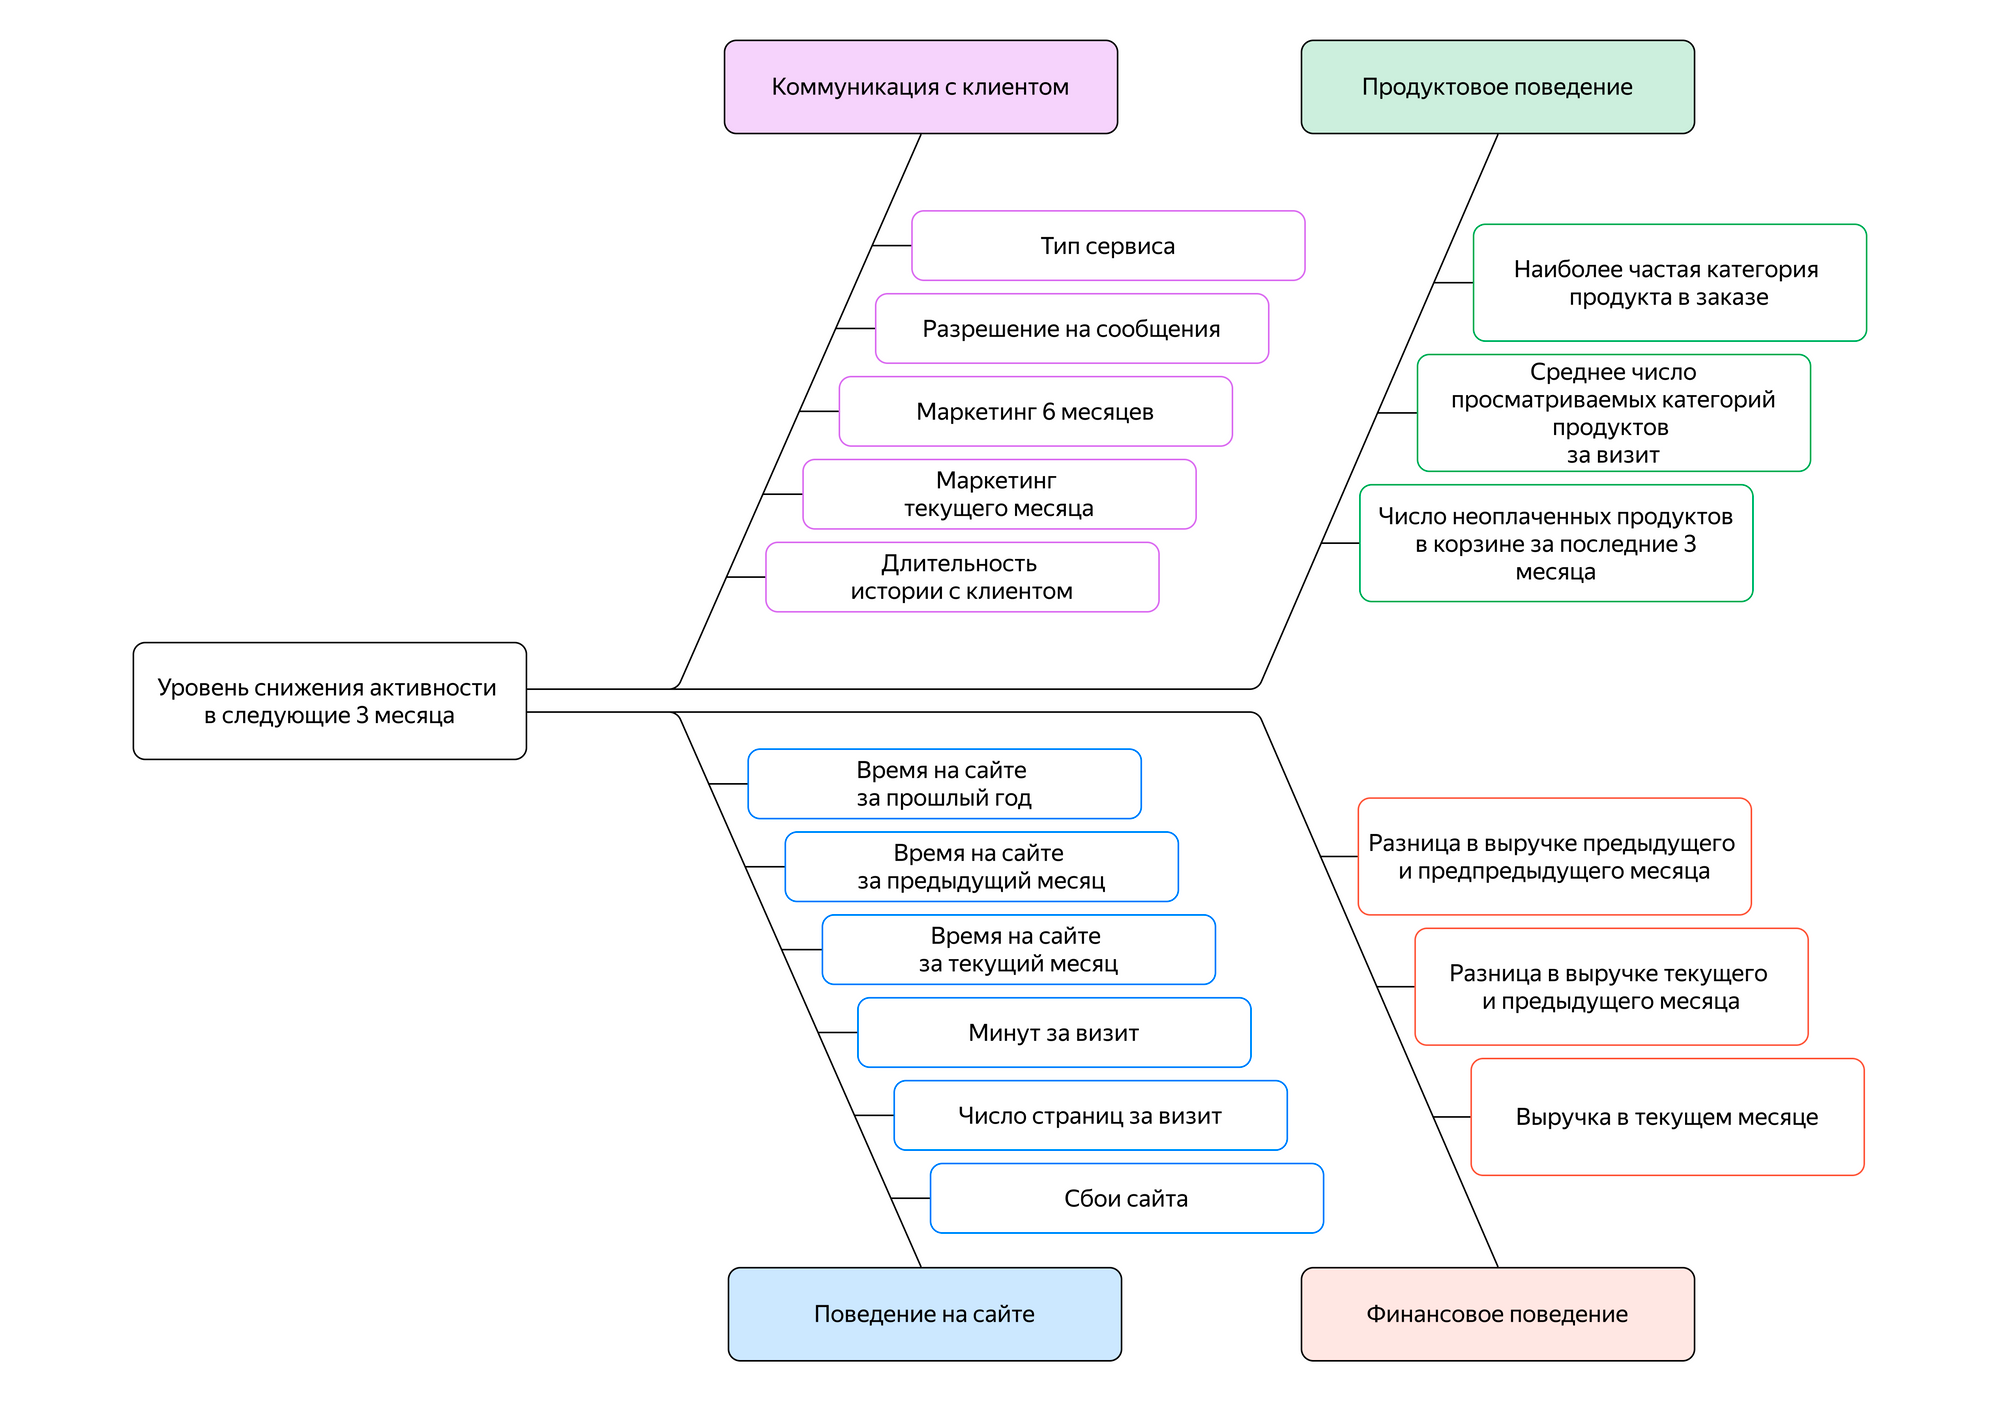 Коммуникация с клиентом
Продуктовое поведение
Тип сервиса
Разрешение на сообщения
Маркетинг 6 месяцев
Маркетинг
текущего месяца
Длительность
истории с клиентом
Наиболее частая категория
продукта в заказе
Среднее число
просматриваемых категорий
продуктов
за визит
Число неоплаченных продуктов
в корзине за последние 3
месяца
Уровень снижения активности
в следующие 3 месяца
Время на сайте
за прошлый год
Время на сайте
за предыдущий месяц
Время на сайте
за текущий месяц
Минут за визит
Число страниц за визит
Сбои сайта
Разница в выручке предыдущего
и предпредыдущего месяца
Разница в выручке текущего
и предыдущего месяца
Выручка в текущем месяце
Поведение на сайте
Финансовое поведение